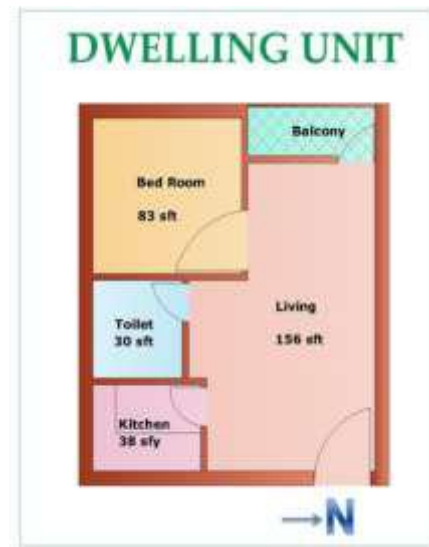 DWELLING UNIT
Balcony
Bed Room
83 sft
Living
156 sft
Toilet
30 sft
Kitchen
38 sfy
N